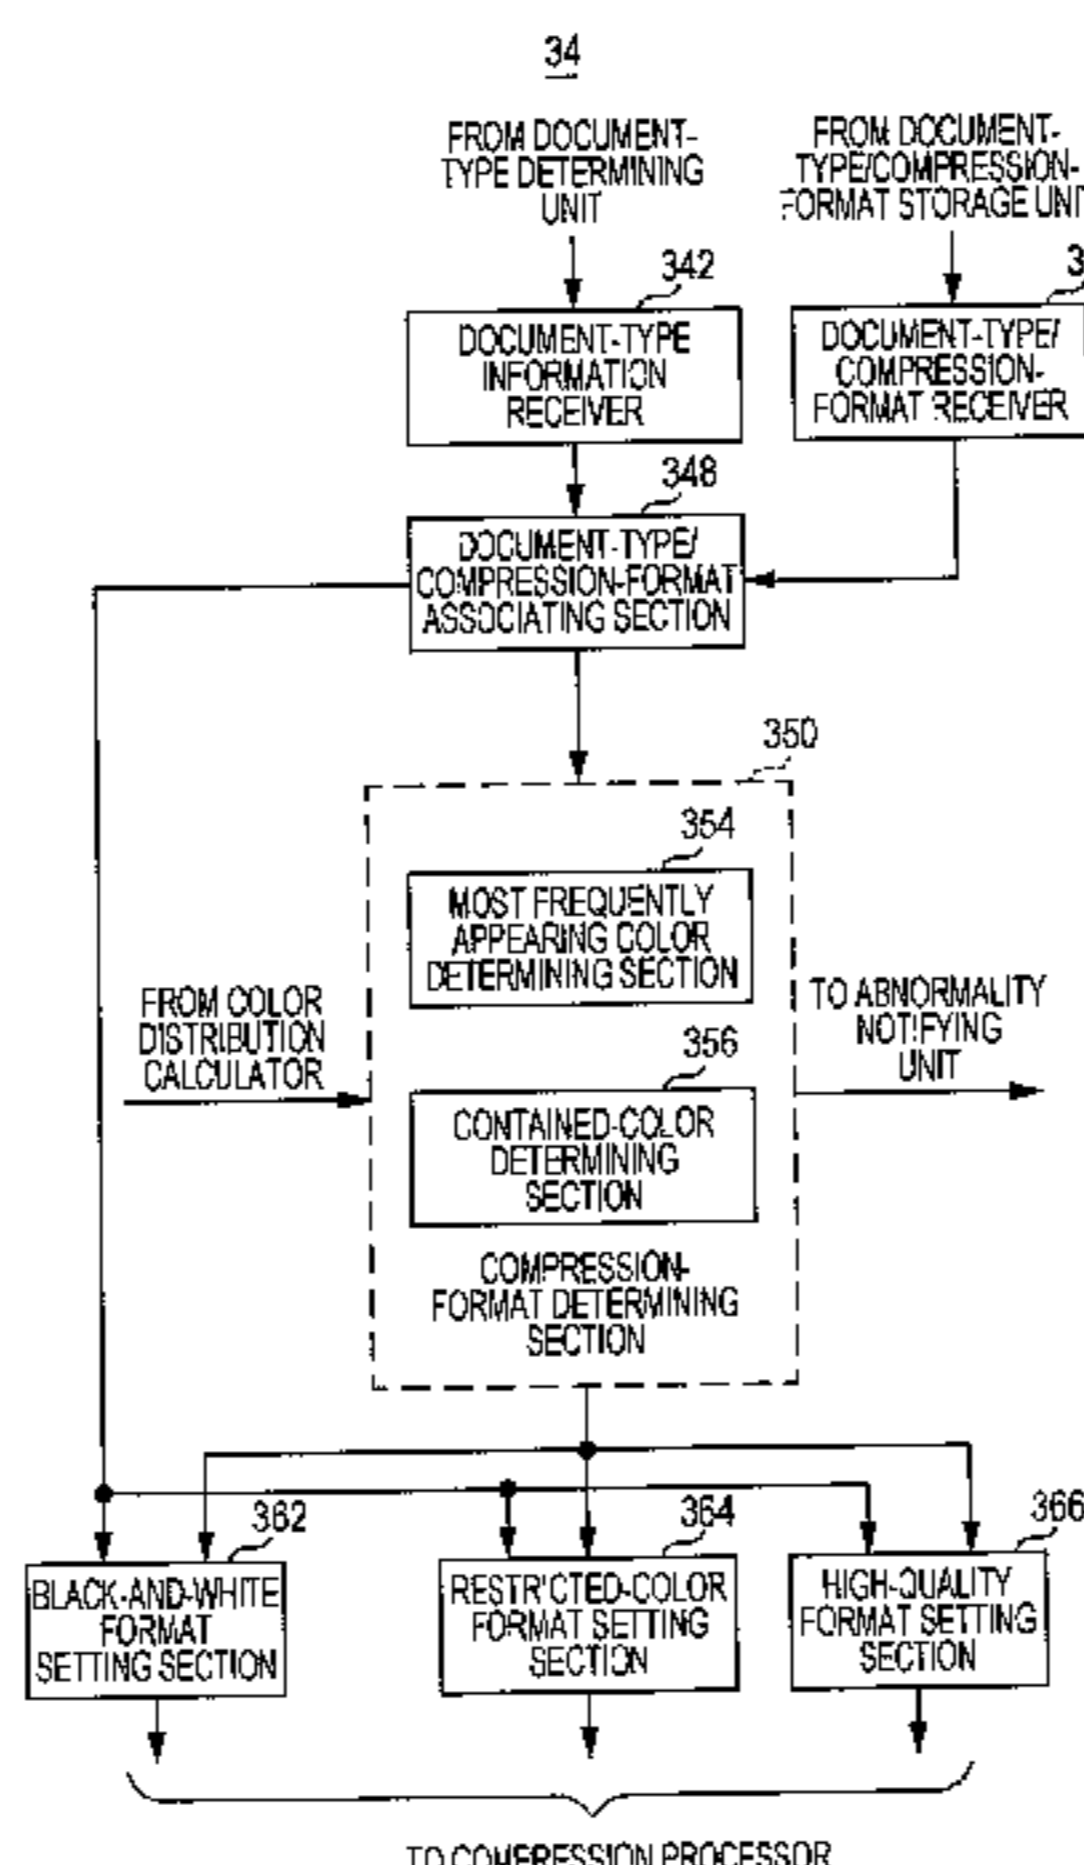 34
FROM DOCUMENT-
TYPE DETERMINING
UNIT
FROM DOCUMENT-
TYPE/COMPRESSION-
FORMAT STORAGE UNIT
342
DOCUMENT-TYPE
INFORMATION
RECEIVER
DOCUMENT-TYPE/
COMPRESSION-
FORMAT RECEIVER
348
DOCUMENT-TYPE/
COMPRESSION-FORMAT
ASSOCIATING SECTION
350
354
MOST FREQUENTLY
APPEARING COLOR
DETERMINING SECTION
FROM COLOR
DISTRIBUTION
CALCULATOR
TO ABNORMALITY
NOTIFYING
UNIT
356
CONTAINED-COLOR
DETERMINING
SECTION
COMPRESSION-
FORMAT DETERMINING
SECTION
362
BLACK-AND-WHITE
FORMAT
SETTING SECTION
364
RESTRICTED-COLOR
FORMAT SETTING
SECTION
366
HIGH-QUALITY
FORMAT SETTING
SECTION
TO COMPRESSION PROCESSOR